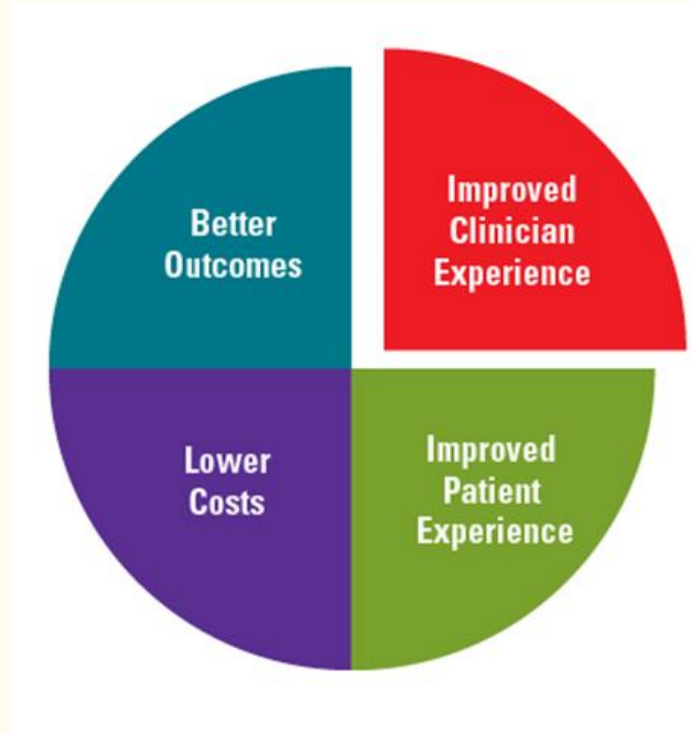 Better
Outcomes
Improved
Clinician
Experience
Lower
Costs
Improved
Patient
Experience